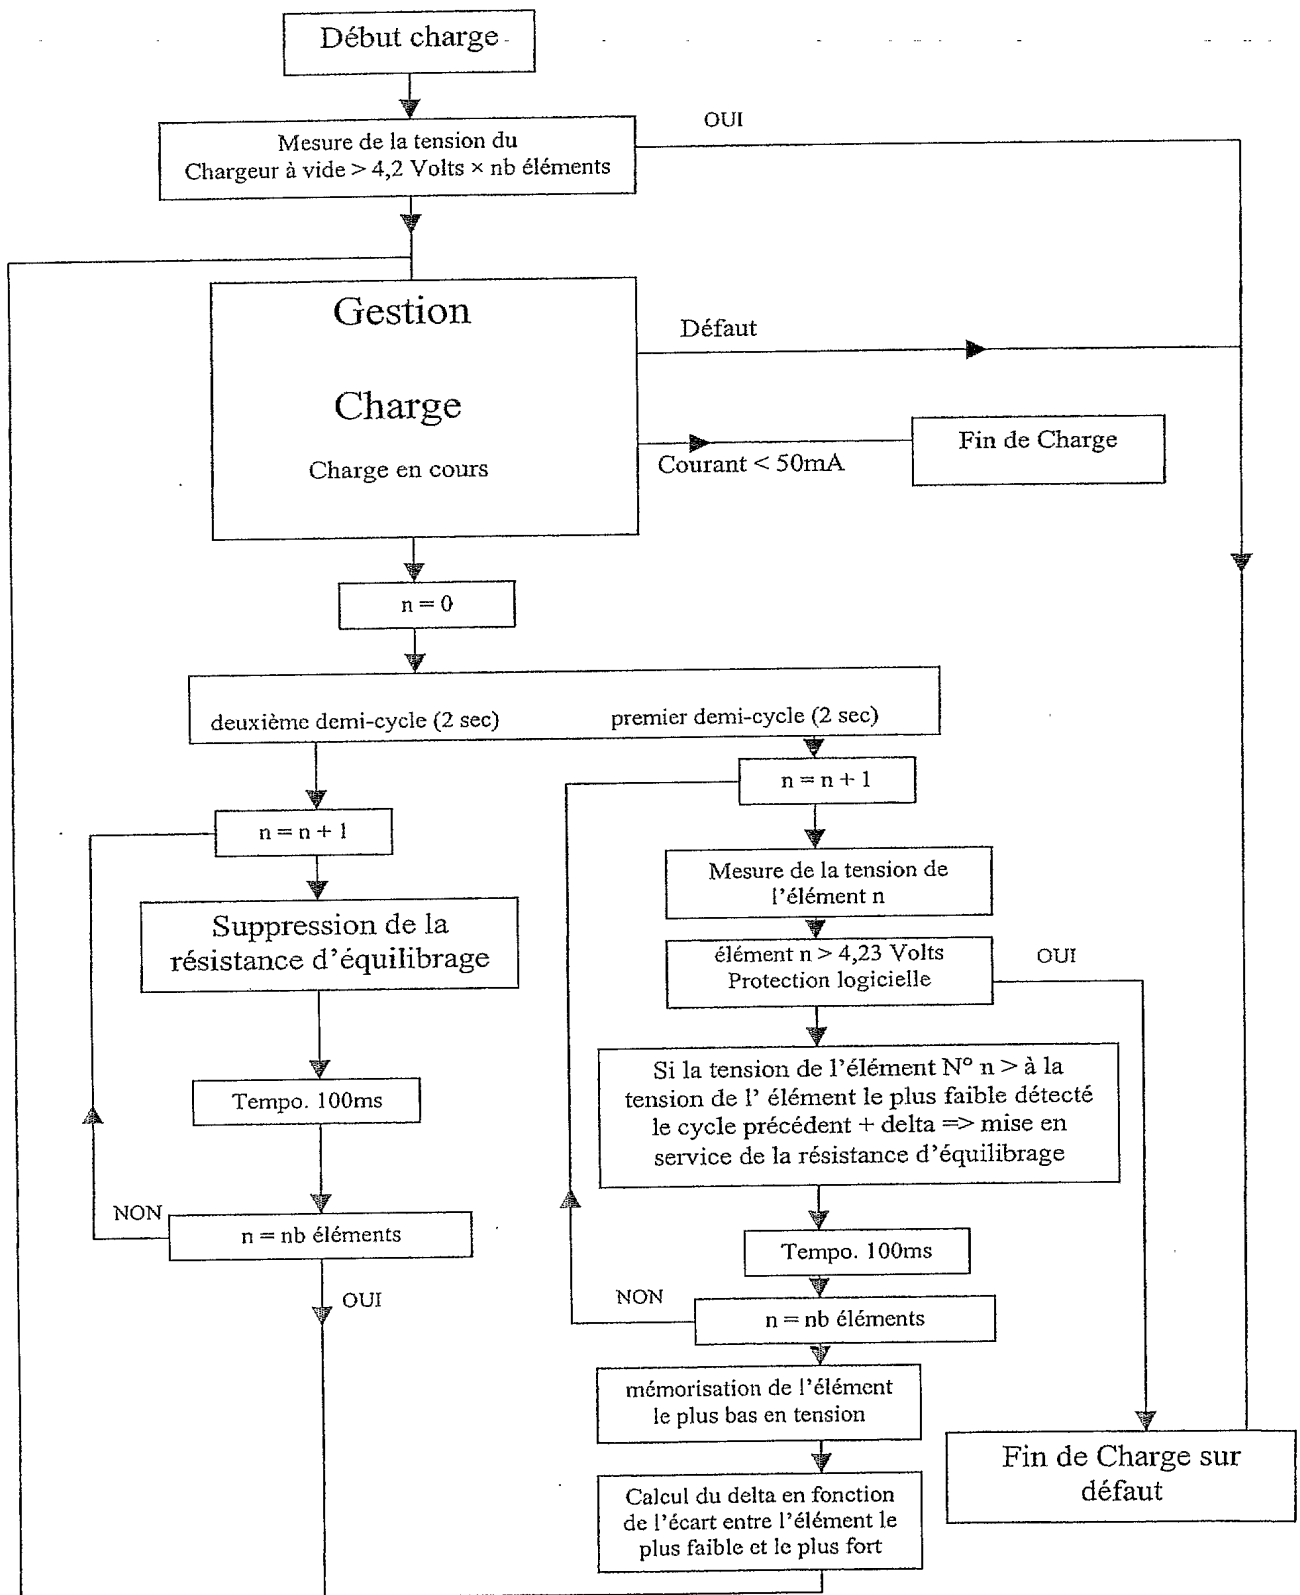 Début charge
OUI
Mesure de la tension du
Chargeur à vide > 4,2 Volts × nb éléments
Gestion
Défaut
Charge
Fin de Charge
Courant < 50mA
Charge en cours
n = 0
deuxième demi-cycle (2 sec)
premier demi-cycle (2 sec)
n = n + 1
n = n + 1
Mesure de la tension de
l'élément n
Suppression de la
résistance d'équilibrage
élément n > 4,23 Volts
Protection logicielle
OUI
Si la tension de l'élément N° n > à la
tension de l' élément le plus faible détecté
le cycle précédent + delta => mise en
service de la résistance d'équilibrage
Tempo. 100ms
NON
n = nb éléments
OUI
Tempo. 100ms
NON
n = nb éléments
mémorisation de l'élément
le plus bas en tension
Fin de Charge sur
défaut
Calcul du delta en fonction
de l'écart entre l'élément le
plus faible et le plus fort